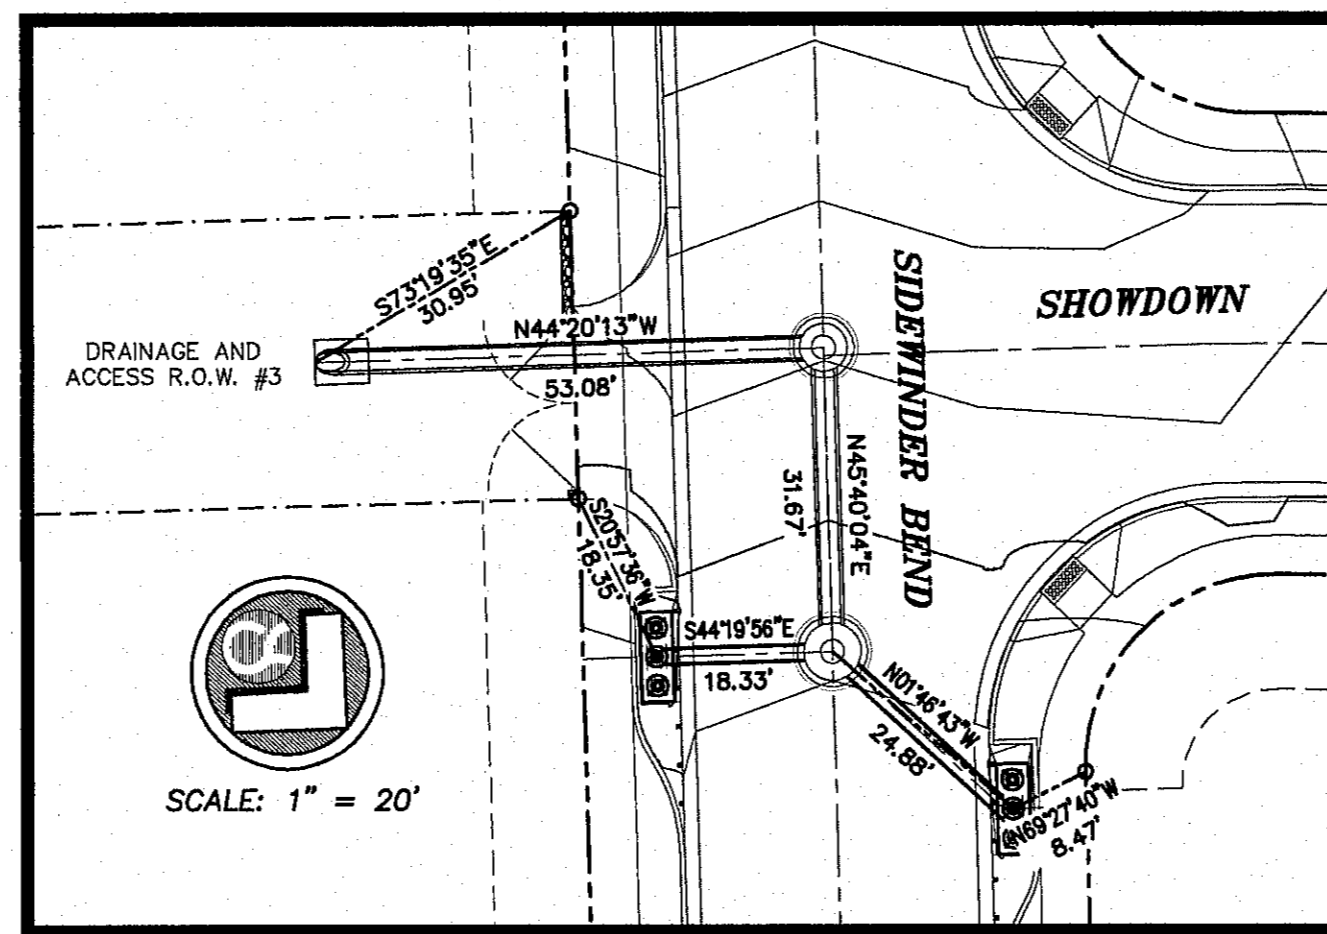 S73°19'35"E
30.95'
N44°20'13"W
53.08'
DRAINAGE AND
ACCESS R.O.W. #3
SIDEWINDER BEND
SHOWDOWN
N45°40'04"E
31.67'
S20°57'36"W
18.35'
S44°19'56"E
18.33'
N01°46'43"W
24.88'
N69°27'40"W
8.47'
SCALE: 1" = 20'